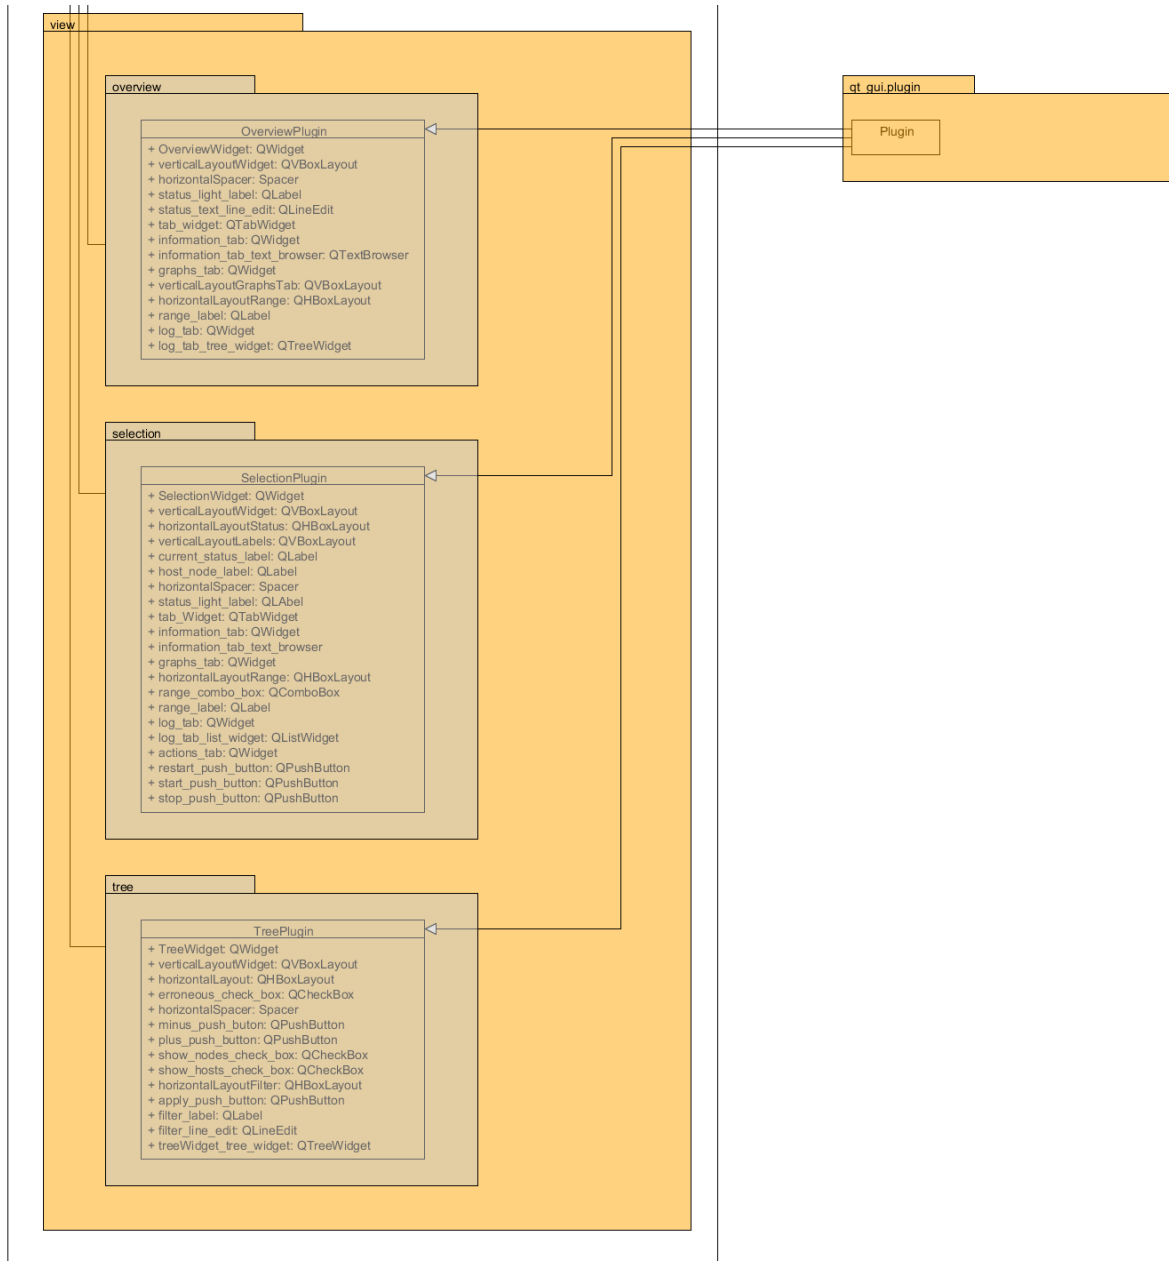 view
overview
OverviewPlugin
+ OverviewWidget: QWidget
+ verticalLayoutWidget: QVBoxLayout
+ horizontalSpacer: Spacer
+ status_light_label: QLabel
+ status_text_line_edit: QLineEdit
+ tab_widget: QTabWidget
+ information_tab: QWidget
+ information_tab_text_browser: QTextBrowser
+ graphs_tab: QWidget
+ verticalLayoutGraphsTab: QVBoxLayout
+ horizontalLayoutRange: QHBoxLayout
+ range_label: QLabel
+ log_tab: QWidget
+ log_tab_tree_widget: QTreeWidget
qt_gui.plugin
Plugin
selection
SelectionPlugin
+ SelectionWidget: QWidget
+ verticalLayoutWidget: QVBoxLayout
+ horizontalLayoutStatus: QHBoxLayout
+ verticalLayoutLabels: QVBoxLayout
+ current_status_label: QLabel
+ host_node_label: QLabel
+ horizontalSpacer: Spacer
+ status_light_label: QLAbel
+ tab_Widget: QTabWidget
+ information_tab: QWidget
+ information_tab_text_browser
+ graphs_tab: QWidget
+ horizontalLayoutRange: QHBoxLayout
+ range_combo_box: QComboBox
+ range_label: QLabel
+ log_tab: QWidget
+ log_tab_list_widget: QListWidget
+ actions_tab: QWidget
+ restart_push_button: QPushButton
+ start_push_button: QPushButton
+ stop_push_button: QPushButton
tree
TreePlugin
+ TreeWidget: QWidget
+ verticalLayoutWidget: QVBoxLayout
+ horizontalLayout: QHBoxLayout
+ erroneous_check_box: QCheckBox
+ horizontalSpacer: Spacer
+ minus_push_buton: QPushButton
+ plus_push_button: QPushButton
+ show_nodes_check_box: QCheckBox
+ show_hosts_check_box: QCheckBox
+ horizontalLayoutFilter: QHBoxLayout
+ apply_push_button: QPushButton
+ filter_label: QLabel
+ filter_line_edit: QLineEdit
+ treeWidget_tree_widget: QTreeWidget